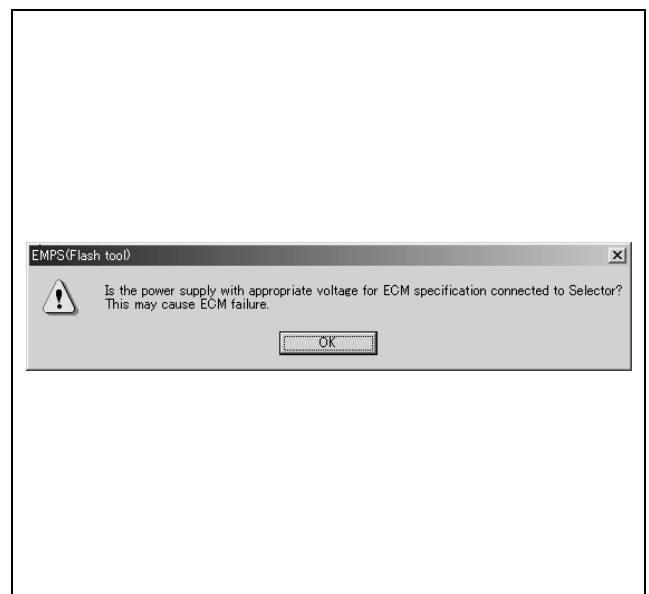 EMPS(Flash tool)
Is the power supply with appropriate voltage for ECM specification connected to Selector?
This may cause ECM failure.
OK